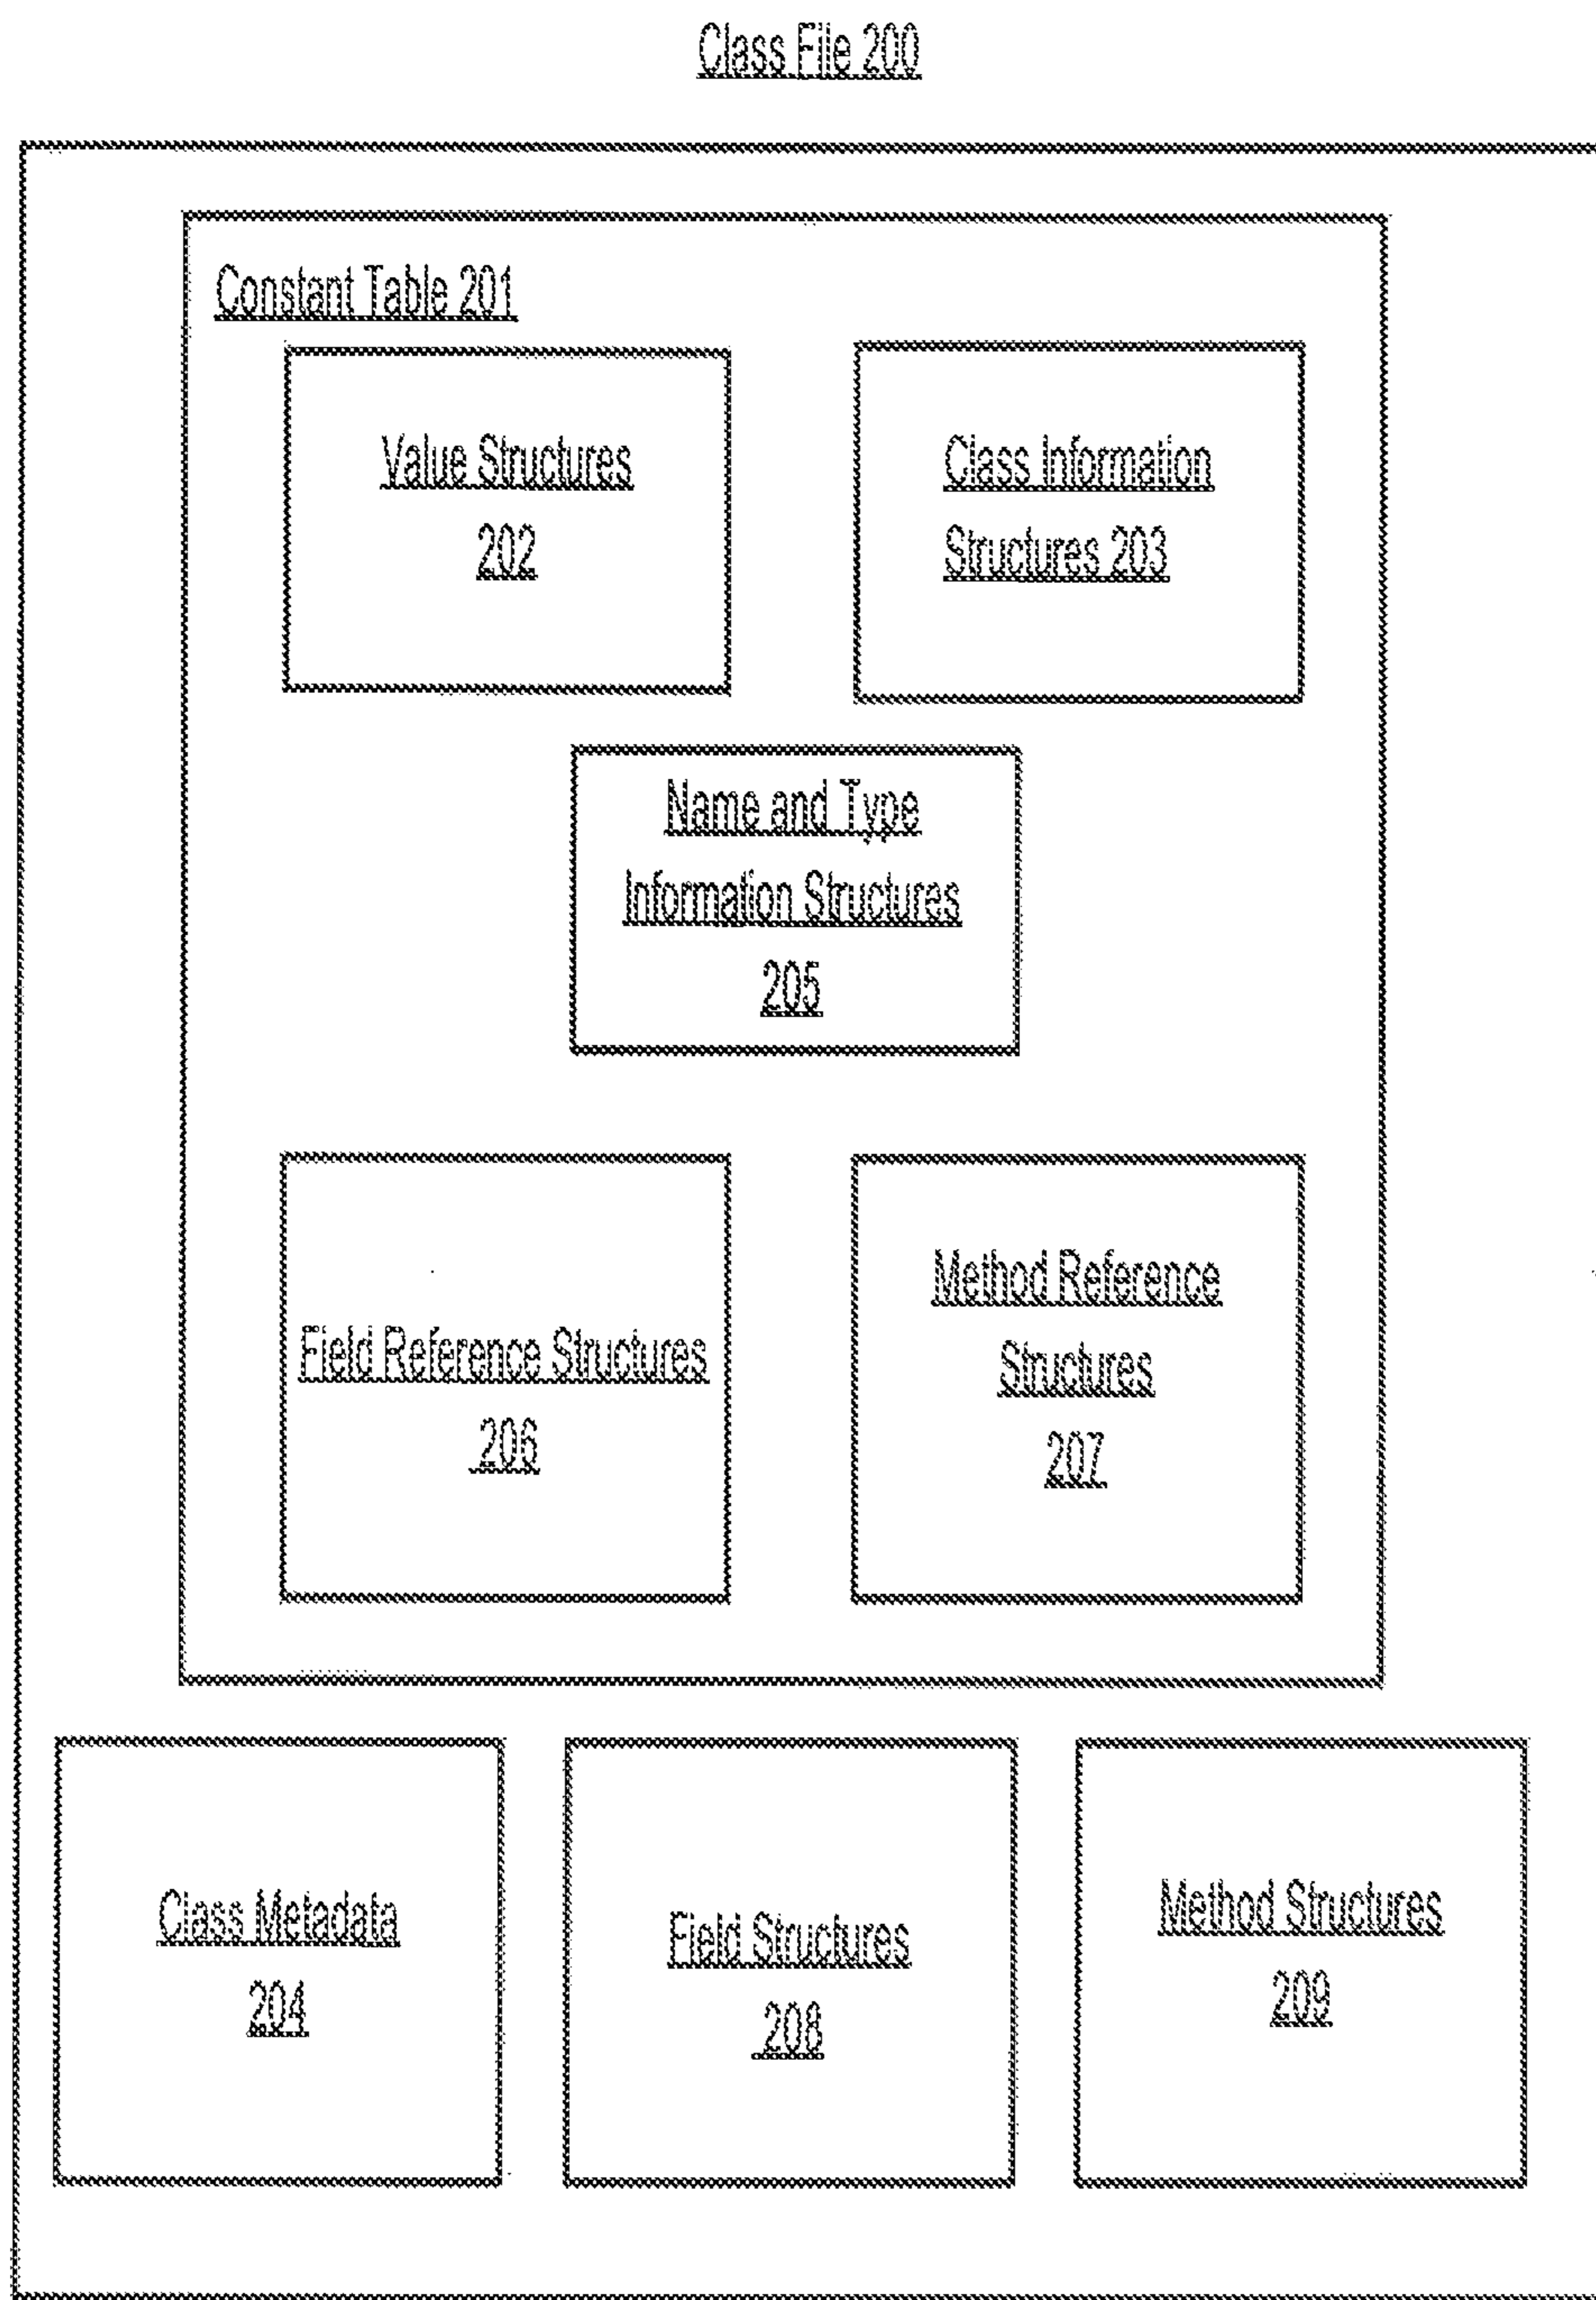 Class File 200
Constant Table 201
Value Structures
202
Class Information
Structures 203
Name and Type
Information Structures
205
Field Reference Structures
206
Method Reference
Structures
207
Class Metadata
204
Field Structures
208
Method Structures
209